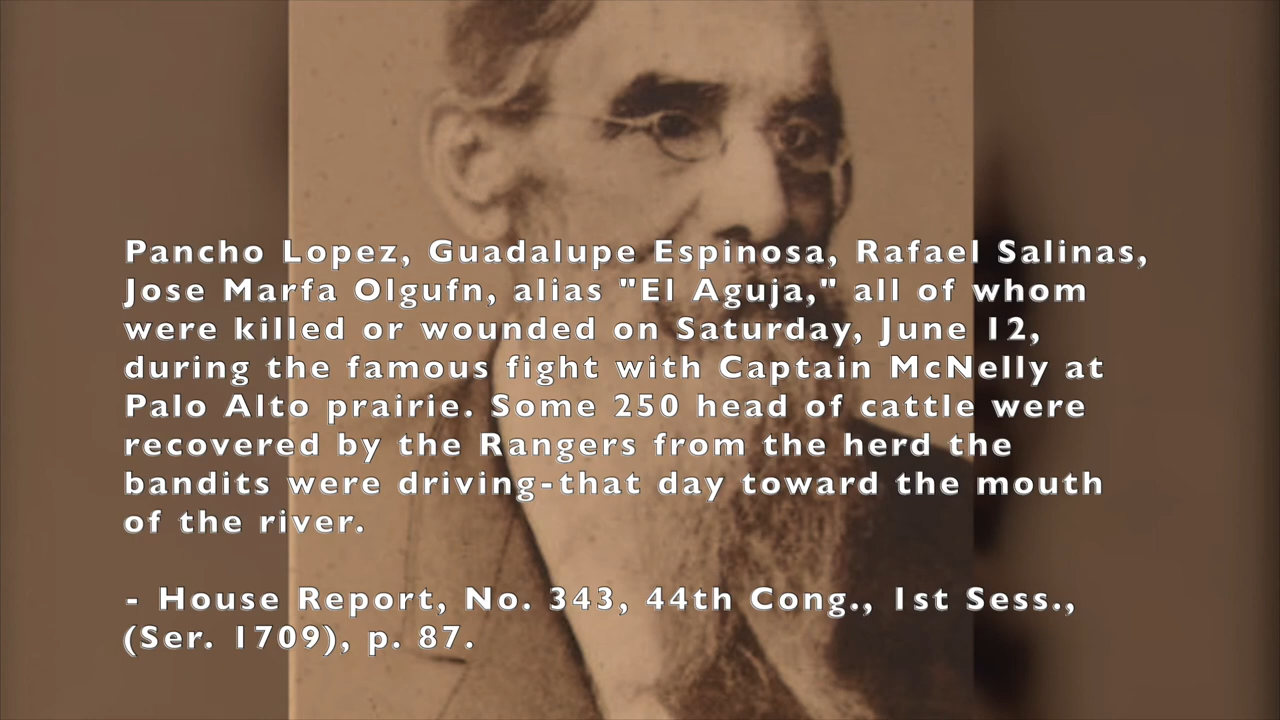 Pancho Lopez, Guadalupe Espinosa, Rafael Salinas,
Jose Marfa Olgufn, alias "El Aguja," all of whom
were killed or wounded on Saturday, June 12,
during the famous fight with Captain McNelly at
Palo Alto prairie. Some 250 head of cattle were
recovered by the Rangers from the herd the
bandits were driving-that day toward the mouth
of the river.
- House Report, No. 343, 44th Cong., 1st Sess.,
(Ser. 1709), p. 87.